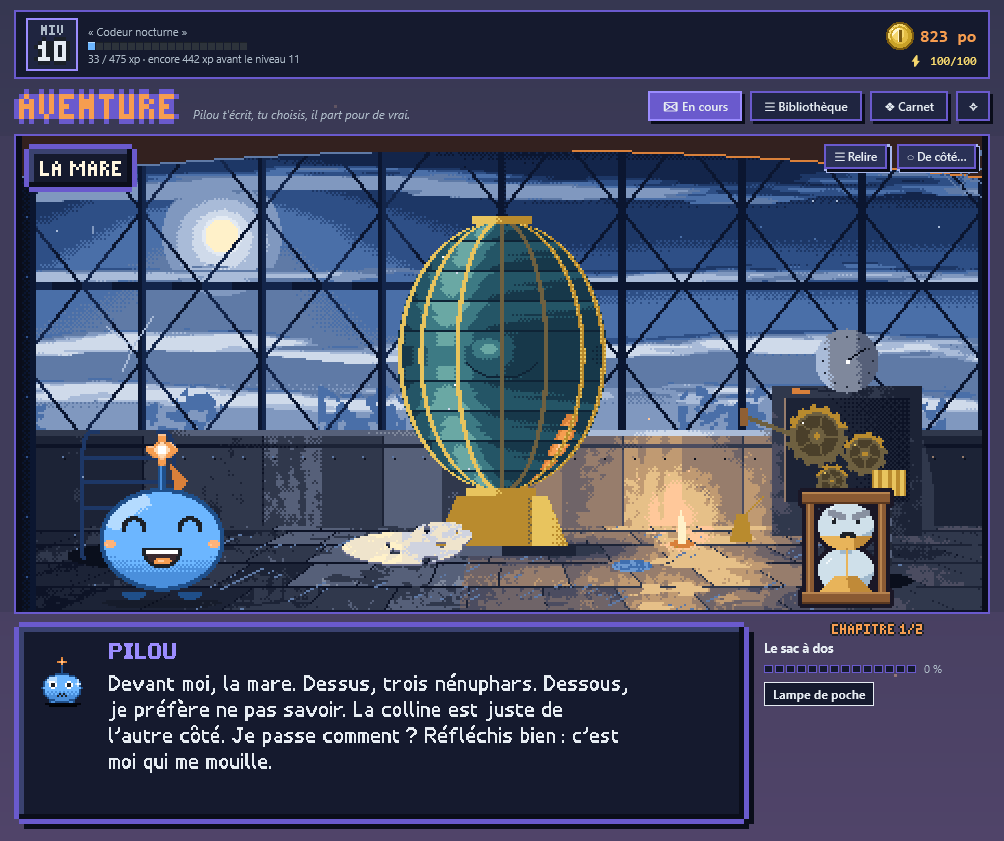 NIV
10
« Codeur nocturne »
33 / 475 xp · encore 442 xp avant le niveau 11
823 po
100/100
AVENTURE
Pilou t'écrit, tu choisis, il part pour de vrai.
En cours
Bibliothèque
Carnet
LA MARE
Relire
De côté…
PILOU
Devant moi, la mare. Dessus, trois nénuphars. Dessous,
je préfère ne pas savoir. La colline est juste de
l'autre côté. Je passe comment ? Réfléchis bien : c'est
moi qui me mouille.
CHAPITRE 1/2
Le sac à dos
0 %
Lampe de poche